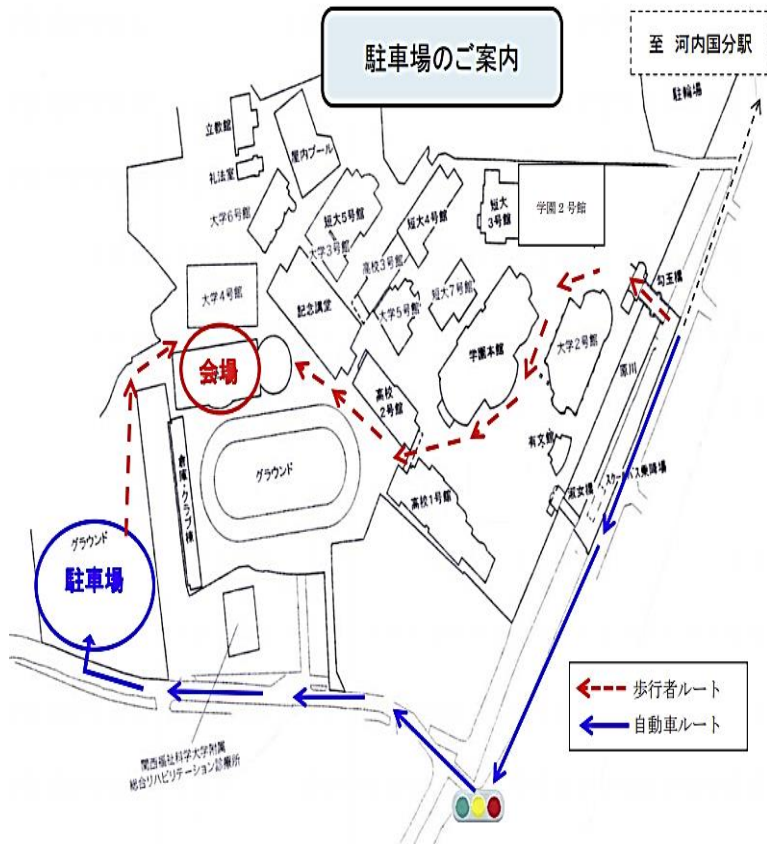 駐車場のご案内
至 河内国分駅
駐輪場
立教館
屋内プール
礼法室
大学6号館
短大5号館
大学3号館
高校3号館
短大4号館
短大
3号館
学園2号館
大学4号館
記念講堂
大学5号館
短大7号館
学園本館
大学2号館
勾玉橋
原川
会場
高校
2号館
有文館
淑女橋
スクールバス乗降場
高校1号館
グラウンド
倉庫・クラブ棟
グラウンド
駐車場
関西福祉科学大学附属
総合リハビリテーション診療所
歩行者ルート
自動車ルート